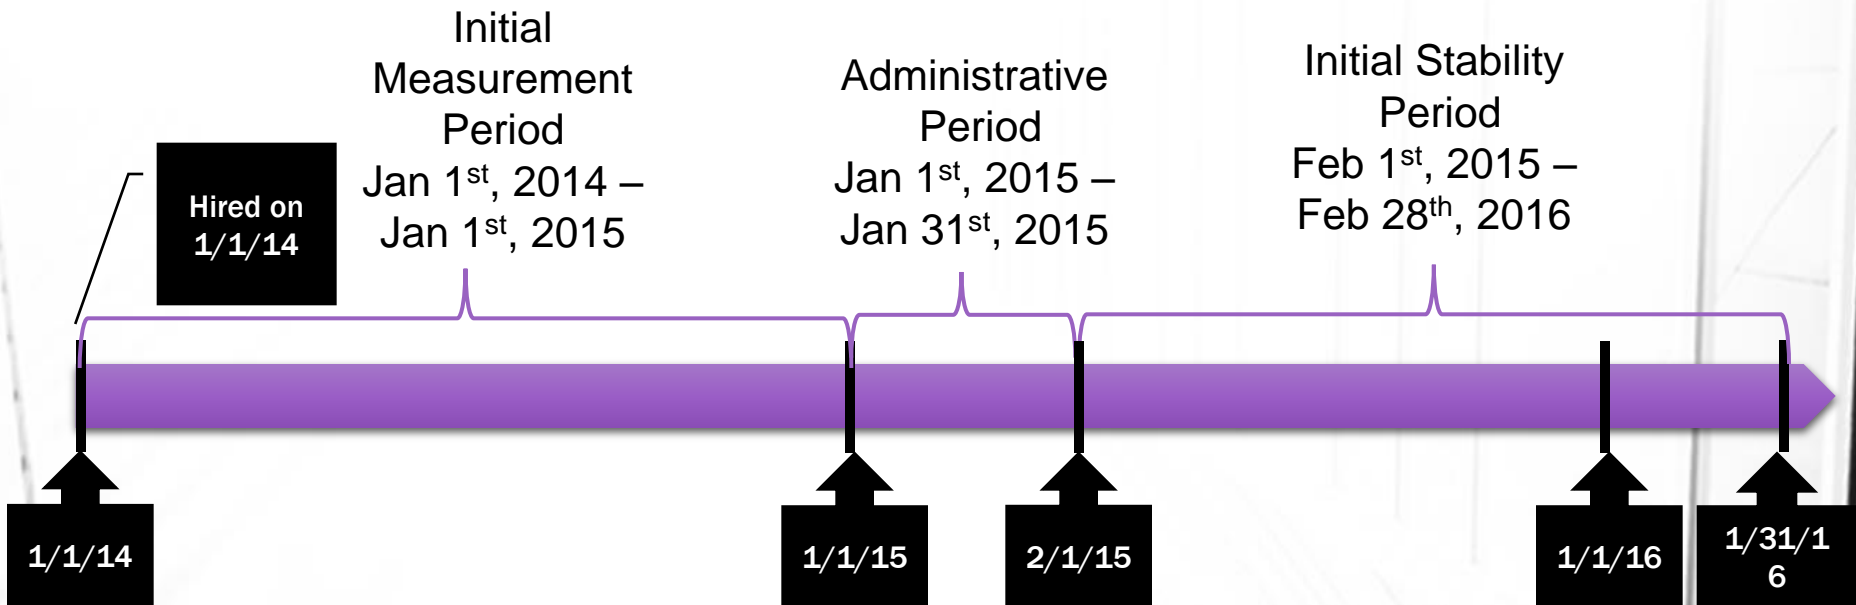 Initial
Measurement
Period
Jan 1st, 2014 –
Jan 1st, 2015
Administrative
Period
Jan 1st, 2015 –
Jan 31st, 2015
Initial Stability
Period
Feb 1st, 2015 –
Feb 28th, 2016
Hired on
1/1/14
1/1/14
1/1/15
2/1/15
1/1/16
1/31/1
6